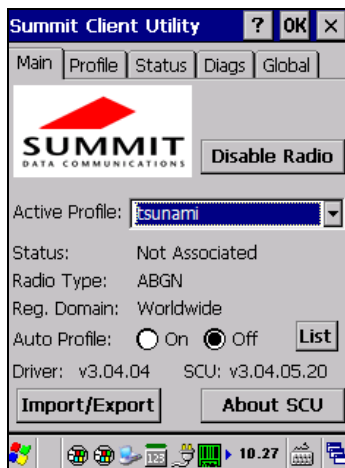 Summit Client Utility ? OK ×
Main Profile Status Diags Global
SUMMIT
DATA COMMUNICATIONS
Disable Radio
Active Profile: tsunami
Status: Not Associated
Radio Type: ABGN
Reg. Domain: Worldwide
Auto Profile: On Off List
Driver: v3.04.04 SCU: v3.04.05.20
Import/Export About SCU
123 10.27